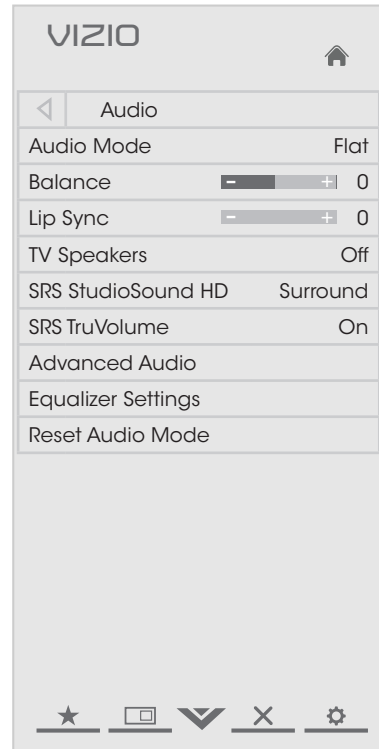 VIZIO
Audio
Audio Mode Flat
Balance - + 0
Lip Sync - + 0
TV Speakers Off
SRS StudioSound HD Surround
SRS TruVolume On
Advanced Audio
Equalizer Settings
Reset Audio Mode